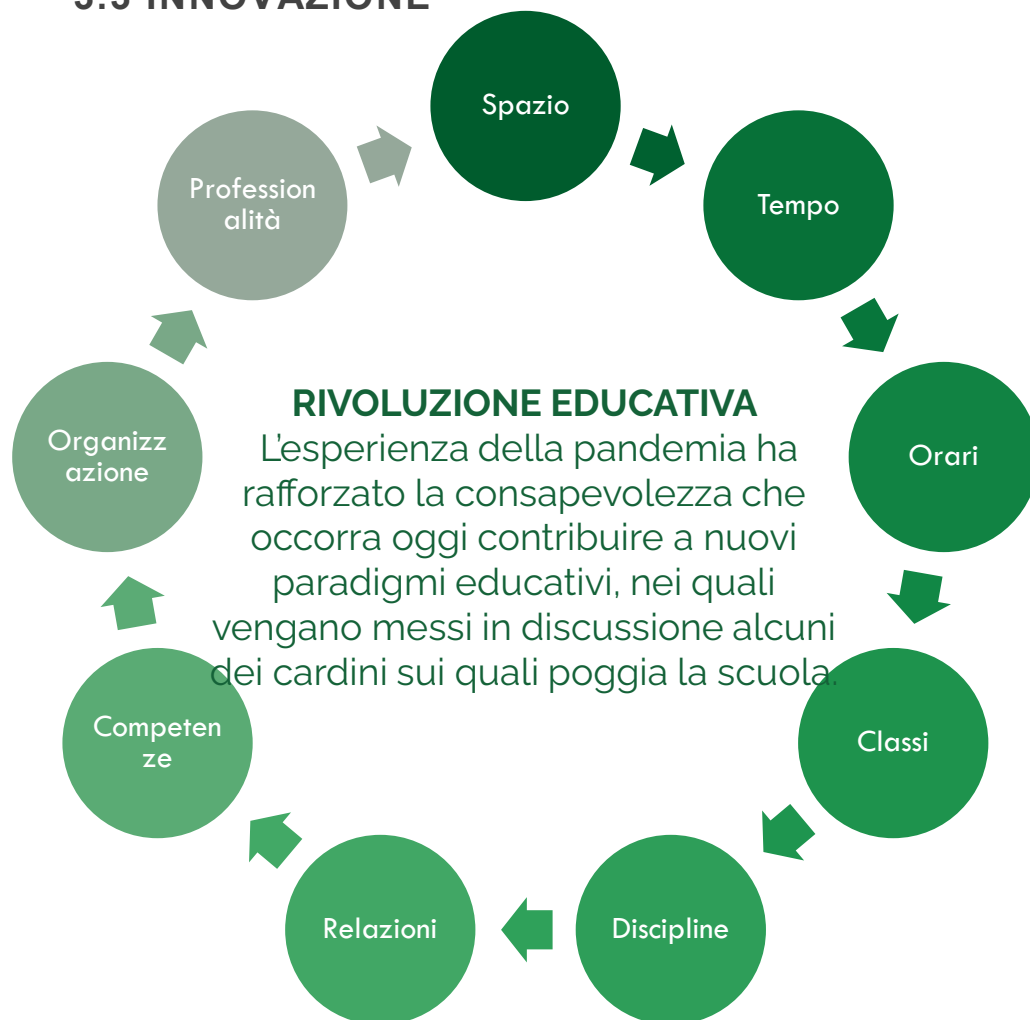 INNOVAZIONE
Spazio
Tempo
Orari
Classi
Discipline
Relazioni
Competen
ze
Organizz
azione
Profession
alità
RIVOLUZIONE EDUCATIVA
L'esperienza della pandemia ha
rafforzato la consapevolezza che
occorra oggi contribuire a nuovi
paradigmi educativi, nei quali
vengano messi in discussione alcuni
dei cardini sui quali poggia la scuola.